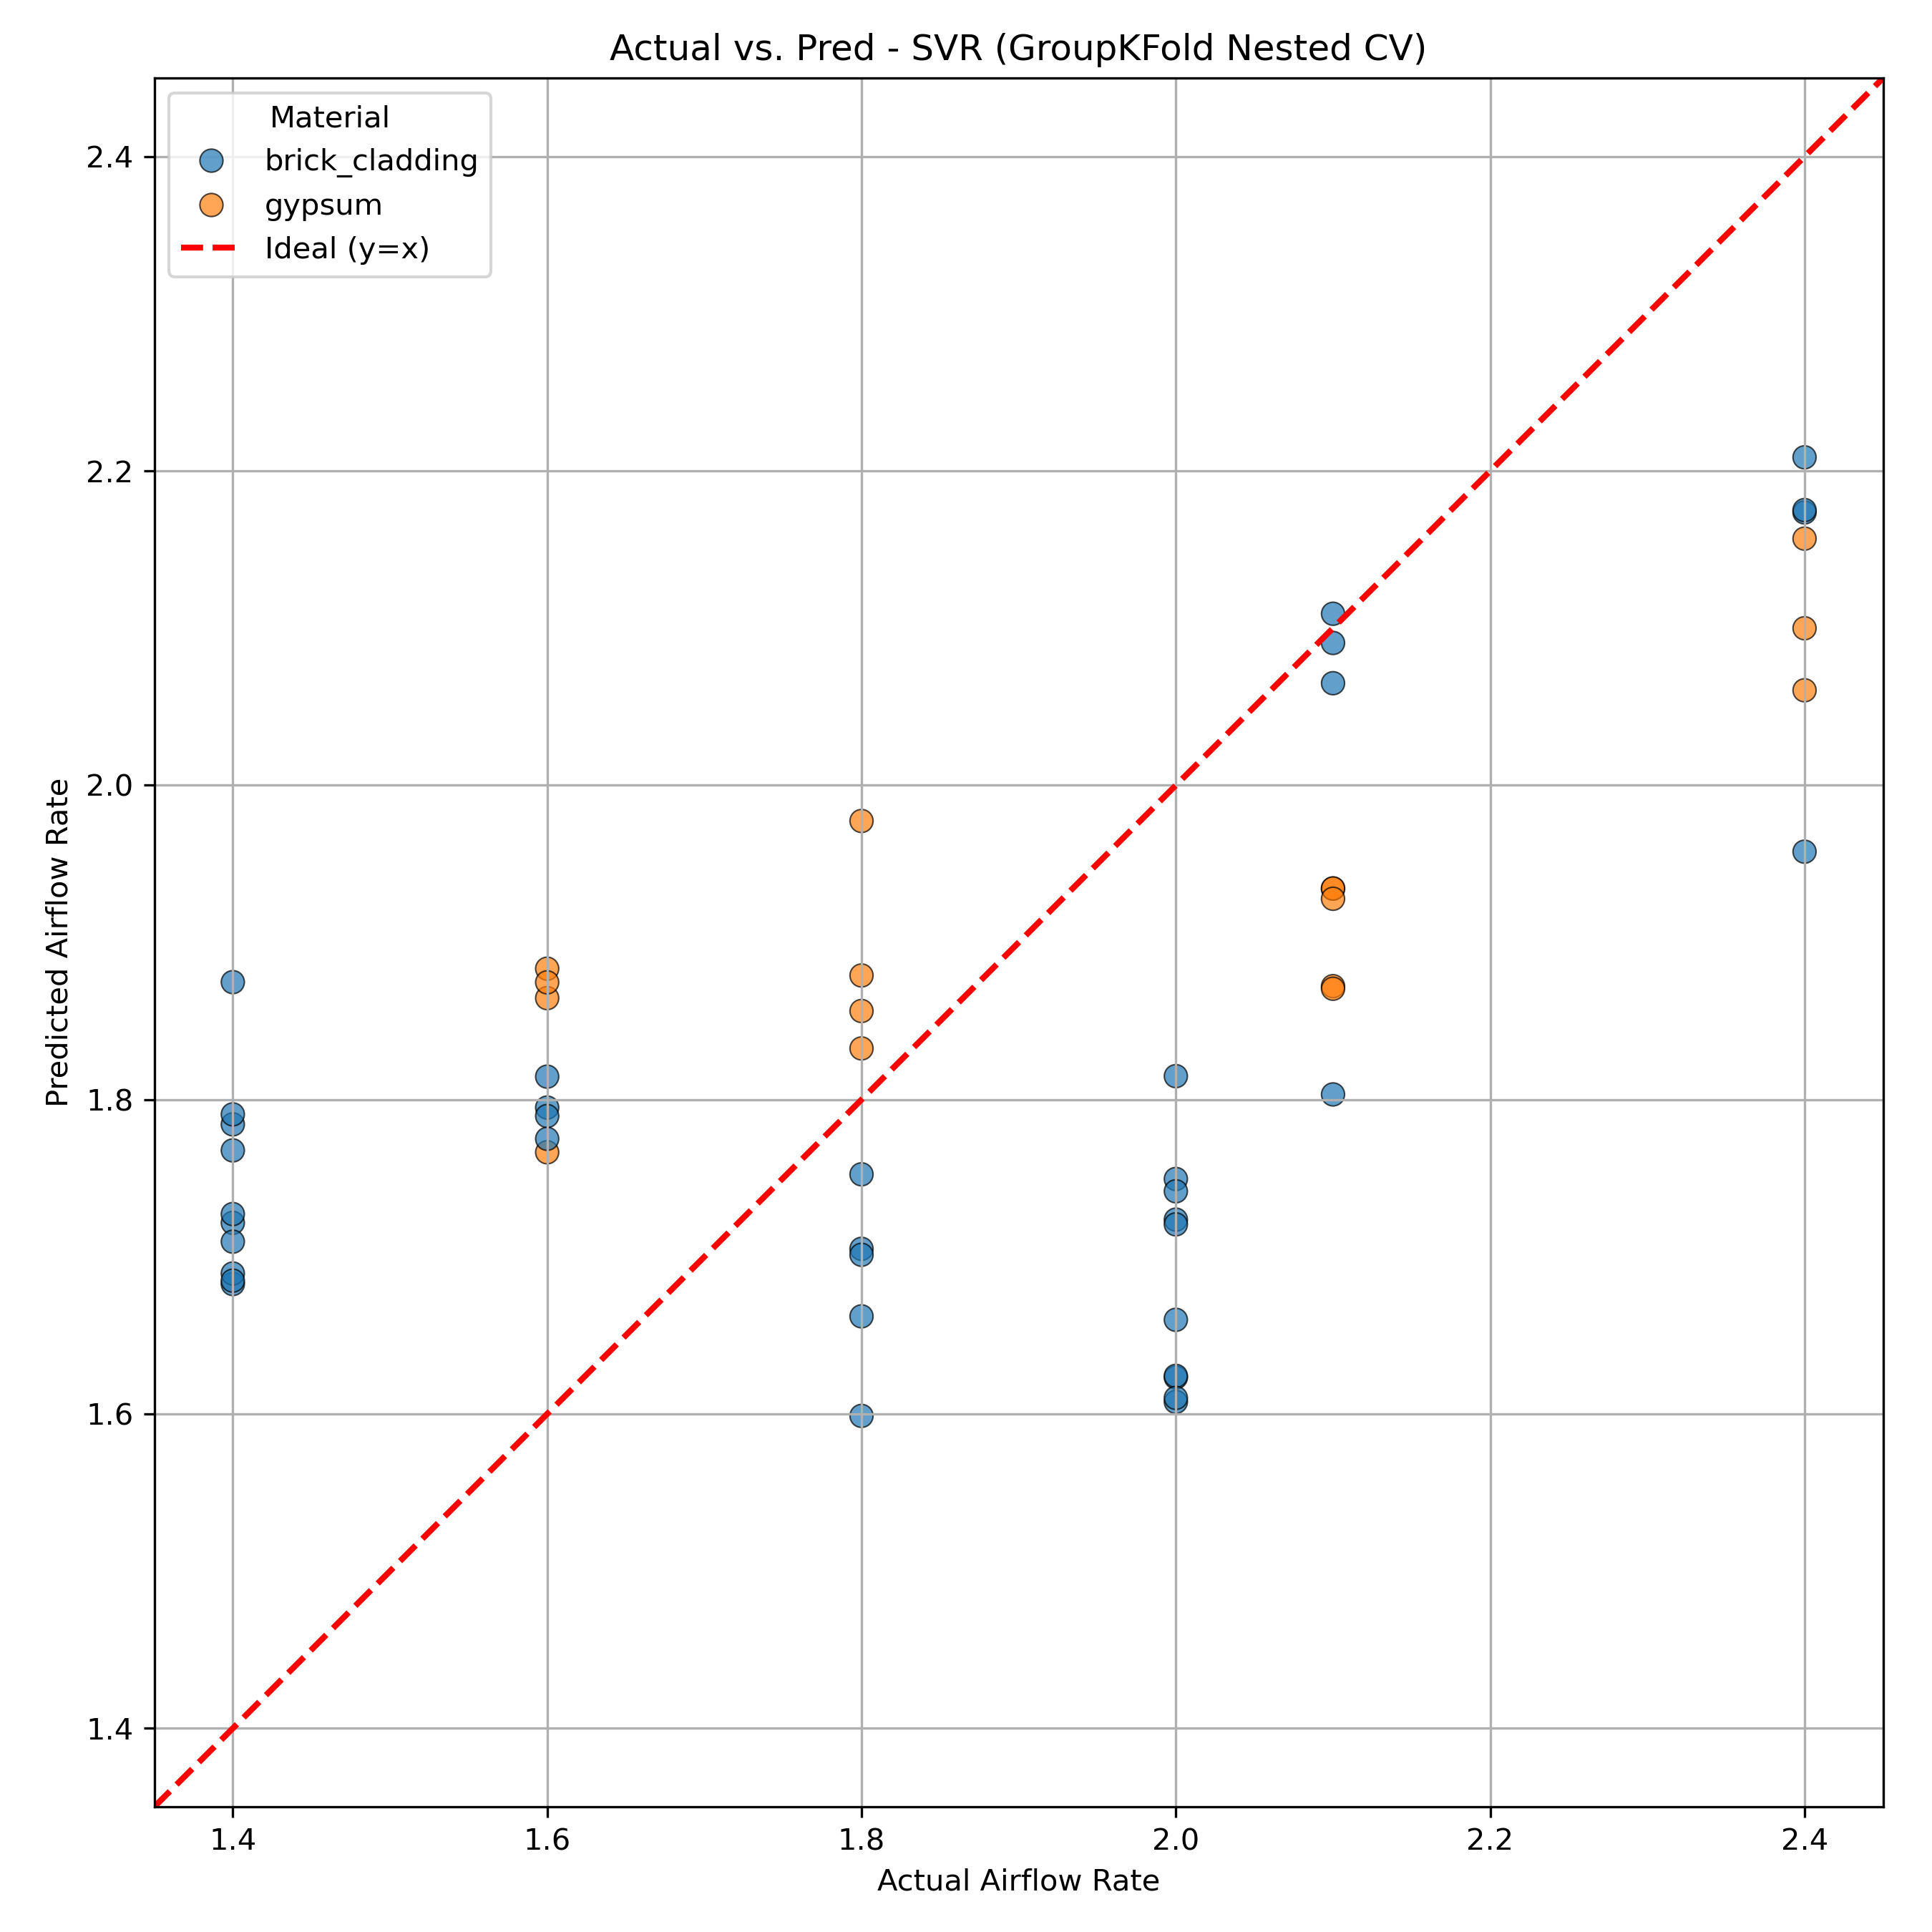 Actual vs. Pred - SVR (GroupKFold Nested CV)
Material
brick_cladding
gypsum
Ideal (y=x)
Predicted Airflow Rate
2.4
2.2
2.0
1.8
1.6
1.4
1.4 1.6 1.8 2.0 2.2 2.4
Actual Airflow Rate